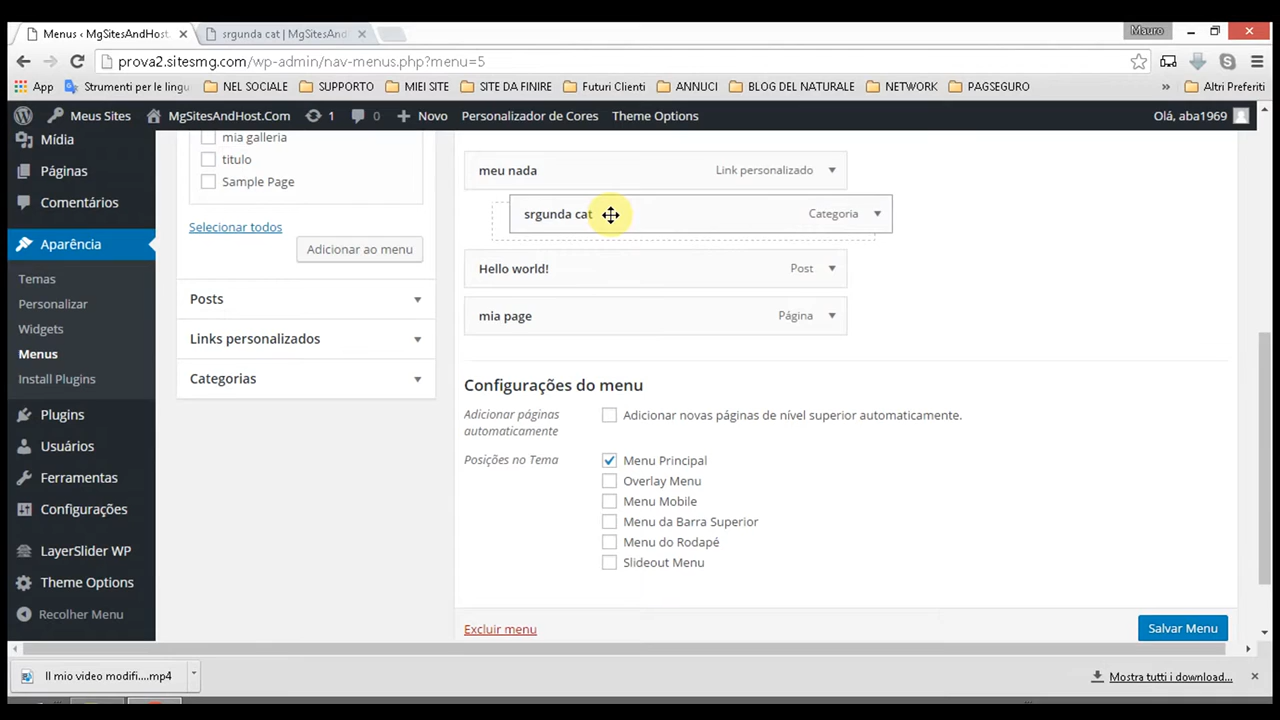 Menus ‹ MgSitesAndHost.
srgunda cat | MgSitesAnd
Mauro
prova2.sitesmg.com/wp-admin/nav-menus.php?menu=5
App
Strumenti per le lingu
NEL SOCIALE
SUPPORTO
MIEI SITE
SITE DA FINIRE
Futuri Clienti
ANNUCI
BLOG DEL NATURALE
NETWORK
PAGSEGURO
»
Altri Preferiti
Meus Sites
MgSitesAndHost.Com
1
0
Novo
Personalizador de Cores
Theme Options
Olá, aba1969
Mídia
Páginas
Comentários
Aparência
Temas
Personalizar
Widgets
Menus
Install Plugins
Plugins
Usuários
Ferramentas
Configurações
LayerSlider WP
Theme Options
Recolher Menu
mia galleria
titulo
Sample Page
Selecionar todos
Adicionar ao menu
Posts
Links personalizados
Categorias
meu nada
Link personalizado
srgunda cat
Categoria
Hello world!
Post
mia page
Página
Configurações do menu
Adicionar páginas
automaticamente
Adicionar novas páginas de nível superior automaticamente.
Posições no Tema
Menu Principal
Overlay Menu
Menu Mobile
Menu da Barra Superior
Menu do Rodapé
Slideout Menu
Excluir menu
Salvar Menu
Il mio video modifi....mp4
Mostra tutti i download...